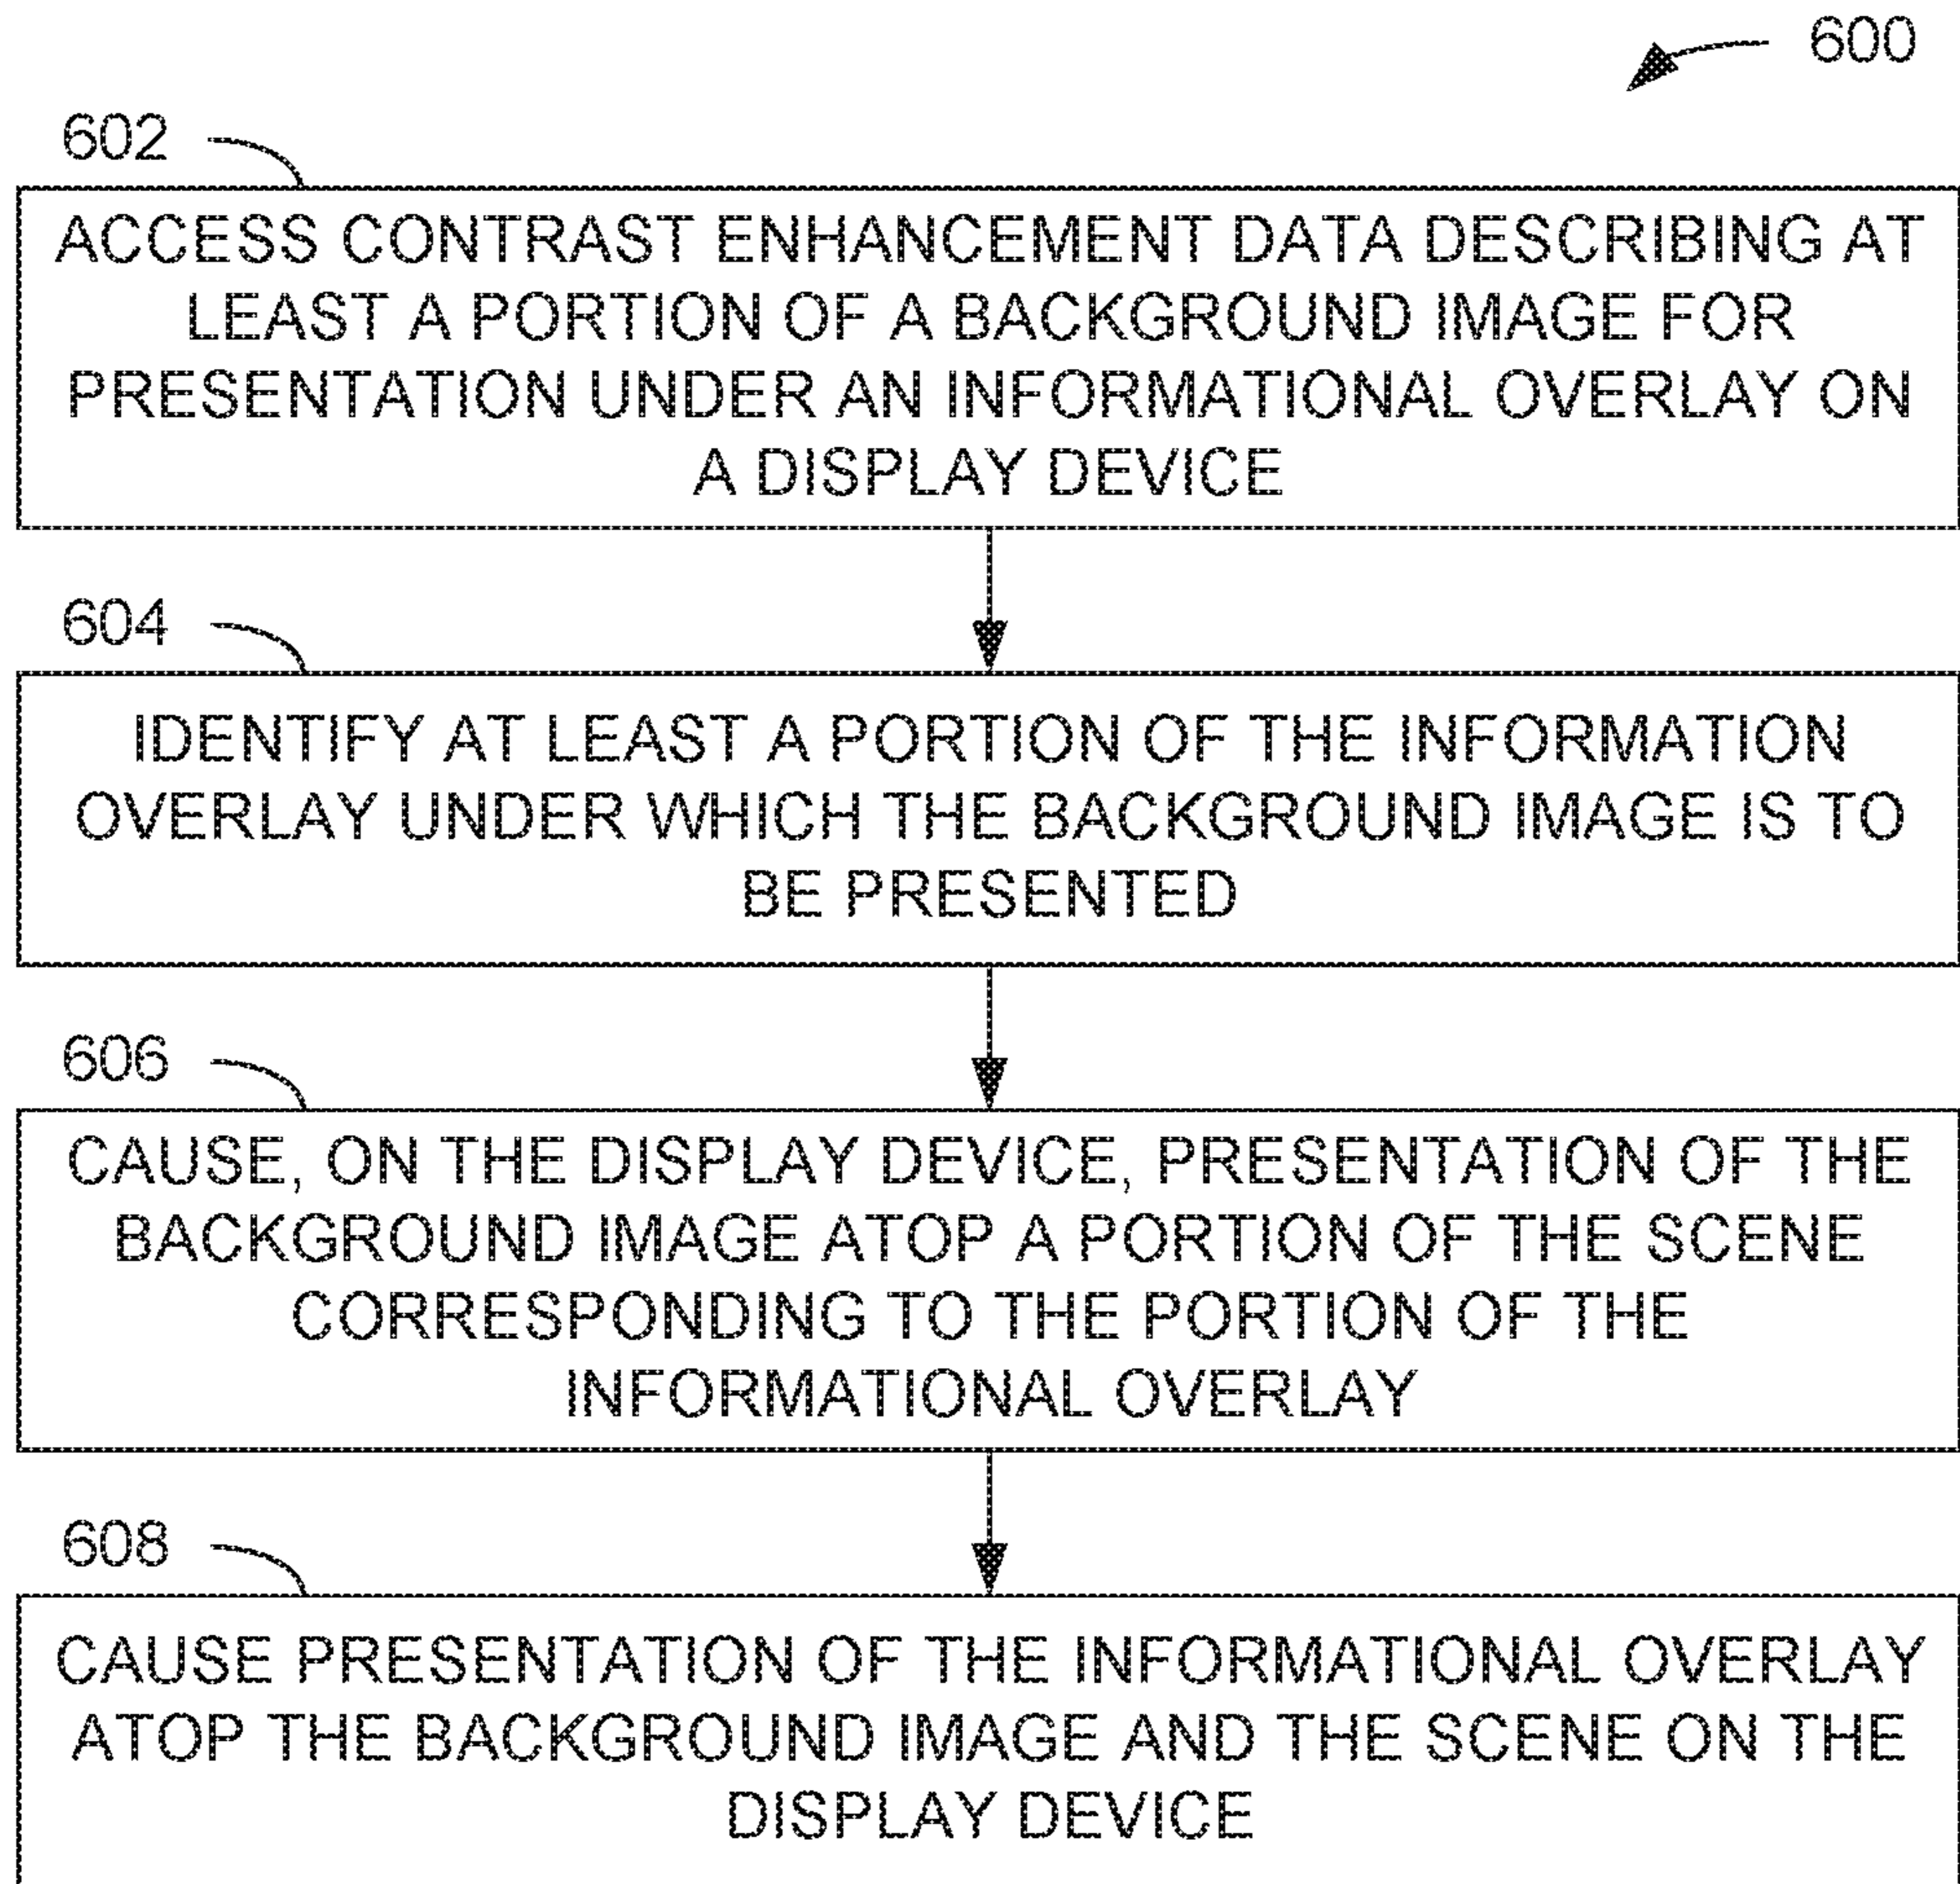 600
602
ACCESS CONTRAST ENHANCEMENT DATA DESCRIBING AT
LEAST A PORTION OF A BACKGROUND IMAGE FOR
PRESENTATION UNDER AN INFORMATIONAL OVERLAY ON
A DISPLAY DEVICE
604
IDENTIFY AT LEAST A PORTION OF THE INFORMATION
OVERLAY UNDER WHICH THE BACKGROUND IMAGE IS TO
BE PRESENTED
606
CAUSE, ON THE DISPLAY DEVICE, PRESENTATION OF THE
BACKGROUND IMAGE ATOP A PORTION OF THE SCENE
CORRESPONDING TO THE PORTION OF THE
INFORMATIONAL OVERLAY
608
CAUSE PRESENTATION OF THE INFORMATIONAL OVERLAY
ATOP THE BACKGROUND IMAGE AND THE SCENE ON THE
DISPLAY DEVICE